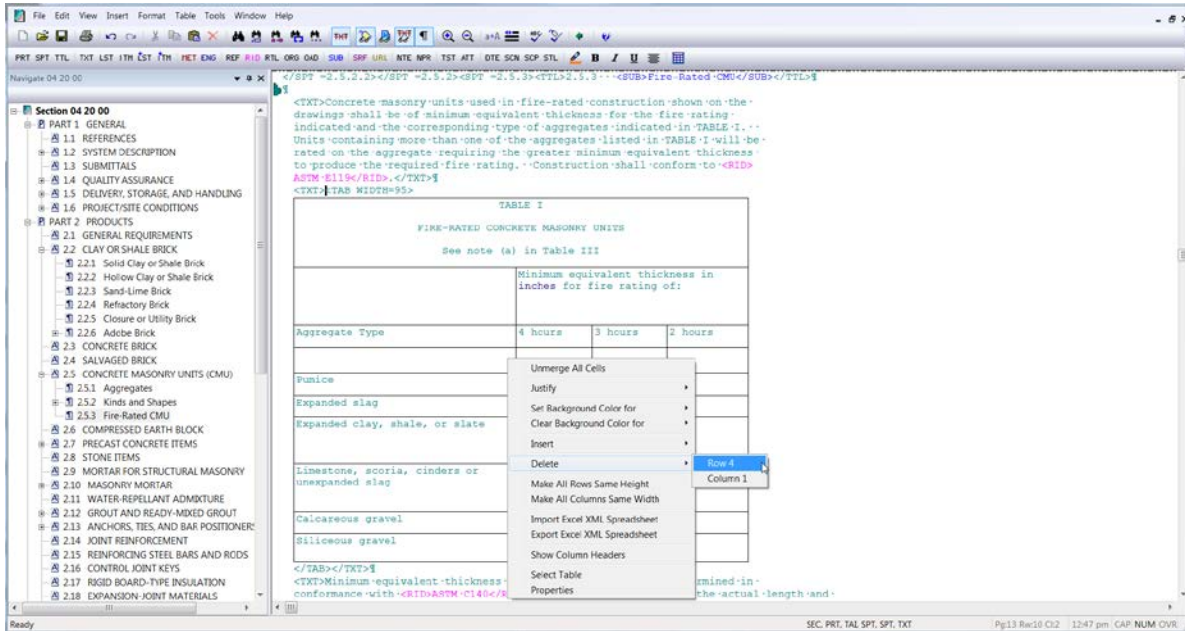 File Edit View Insert Format Table Tools Window Help
PRT SPT TTL TXT LST ITM LST ITM MET ENG REF RID RTL ORG OAD SUB SRF URL NTE NPR TST ATT DTE SCN SCP STL B I U
Navigate 04 20 00
Section 04 20 00
PART 1 GENERAL
1.1 REFERENCES
1.2 SYSTEM DESCRIPTION
1.3 SUBMITTALS
1.4 QUALITY ASSURANCE
1.5 DELIVERY, STORAGE, AND HANDLING
1.6 PROJECT/SITE CONDITIONS
PART 2 PRODUCTS
2.1 GENERAL REQUIREMENTS
2.2 CLAY OR SHALE BRICK
2.2.1 Solid Clay or Shale Brick
2.2.2 Hollow Clay or Shale Brick
2.2.3 Sand-Lime Brick
2.2.4 Refractory Brick
2.2.5 Closure or Utility Brick
2.2.6 Adobe Brick
2.3 CONCRETE BRICK
2.4 SALVAGED BRICK
2.5 CONCRETE MASONRY UNITS (CMU)
2.5.1 Aggregates
2.5.2 Kinds and Shapes
2.5.3 Fire-Rated CMU
2.6 COMPRESSED EARTH BLOCK
2.7 PRECAST CONCRETE ITEMS
2.8 STONE ITEMS
2.9 MORTAR FOR STRUCTURAL MASONRY
2.10 MASONRY MORTAR
2.11 WATER-REPELLANT ADMIXTURE
2.12 GROUT AND READY-MIXED GROUT
2.13 ANCHORS, TIES, AND BAR POSITIONERS
2.14 JOINT REINFORCEMENT
2.15 REINFORCING STEEL BARS AND RODS
2.16 CONTROL JOINT KEYS
2.17 RIGID BOARD-TYPE INSULATION
2.18 EXPANSION-JOINT MATERIALS
</SPT =2.5.2.2></SPT =2.5.2><SPT =2.5.3><TTL>2.5.3···<SUB>Fire-Rated·CMU</SUB></TTL>¶
¶
<TXT>Concrete·masonry·units·used·in·fire-rated·construction·shown·on·the·
drawings·shall·be·of·minimum·equivalent·thickness·for·the·fire·rating·
indicated·and·the·corresponding·type·of·aggregates·indicated·in·TABLE·I.··
Units·containing·more·than·one·of·the·aggregates·listed·in·TABLE·I·will·be·
rated·on·the·aggregate·requiring·the·greater·minimum·equivalent·thickness·
to·produce·the·required·fire·rating.··Construction·shall·conform·to·<RID>
ASTM·E119</RID>.</TXT>¶
<TXT><TAB WIDTH=95>
TABLE I
FIRE-RATED CONCRETE MASONRY UNITS
See note (a) in Table III
Minimum equivalent thickness in
inches for fire rating of:
Aggregate Type 4 hours 3 hours 2 hours
Pumice
Expanded slag
Expanded clay, shale, or slate
Limestone, scoria, cinders or
unexpanded slag
Calcareous gravel
Siliceous gravel
</TAB></TXT>¶
<TXT>Minimum·equivalent·thickness· rmined·in·
conformance·with·<RID>ASTM·C140</R the·actual·length·and·
Unmerge All Cells
Justify
Set Background Color for
Clear Background Color for
Insert
Delete
Row 4
Column 1
Make All Rows Same Height
Make All Columns Same Width
Import Excel XML Spreadsheet
Export Excel XML Spreadsheet
Show Column Headers
Select Table
Properties
Ready SEC, PRT, TAL SPT, SPT, TXT Pg:13 Rw:10 Cl:2 12:47 pm CAP NUM OVR